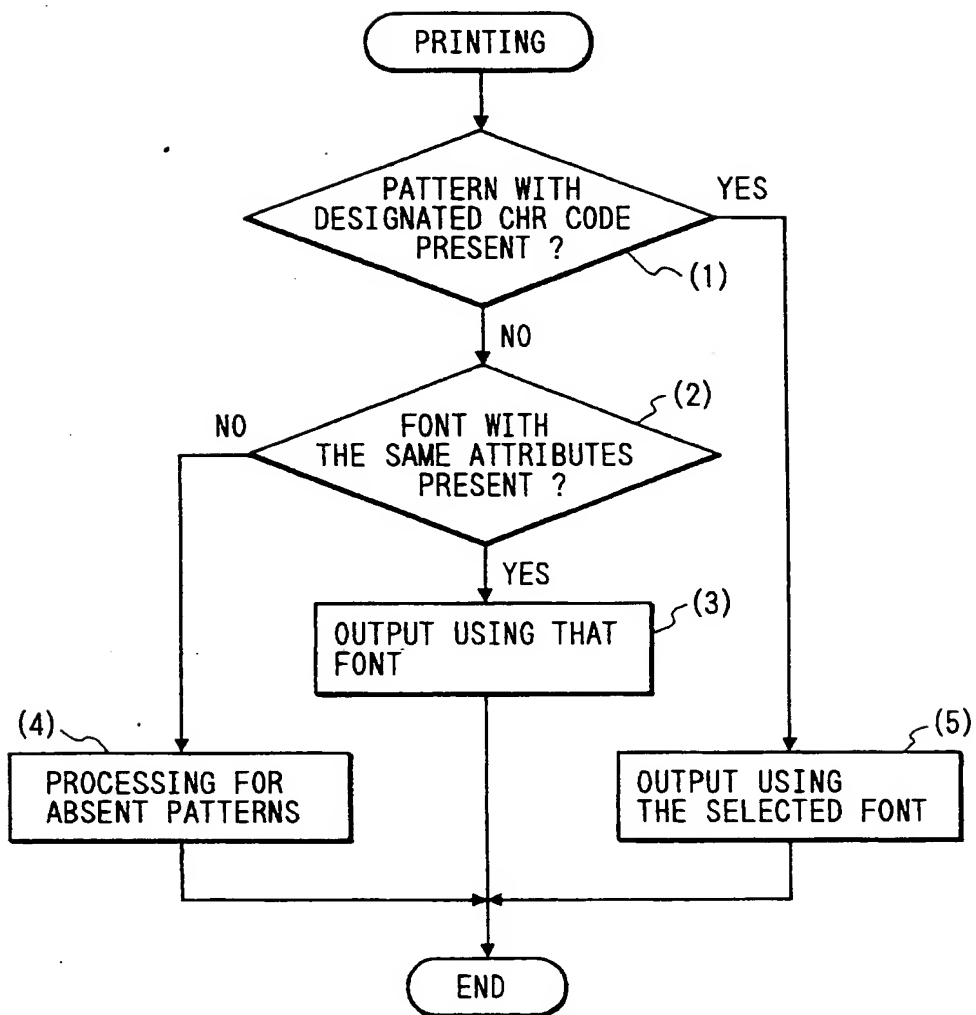 PRINTING
PATTERN WITH
DESIGNATED CHR CODE
PRESENT ?
YES
(1)
NO
(2)
NO
FONT WITH
THE SAME ATTRIBUTES
PRESENT ?
YES
(3)
OUTPUT USING THAT
FONT
(4)
PROCESSING FOR
ABSENT PATTERNS
(5)
OUTPUT USING
THE SELECTED FONT
END